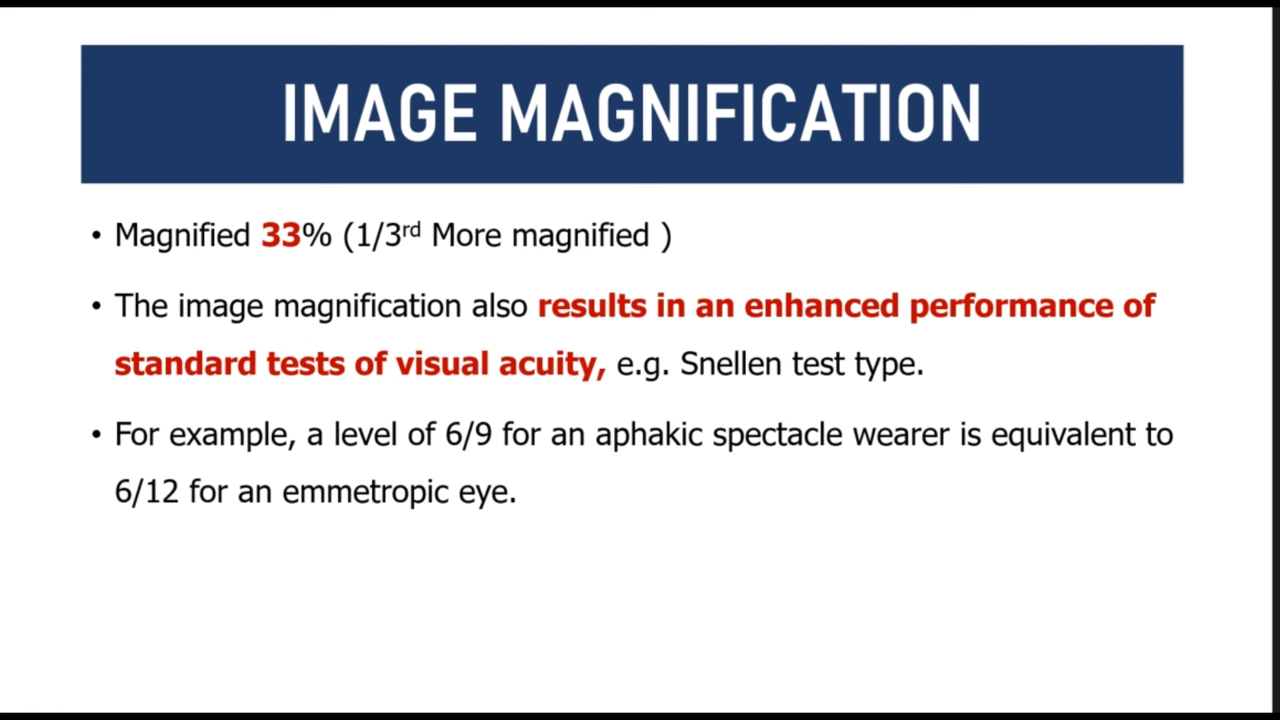 IMAGE MAGNIFICATION
• Magnified 33% (1/3rd More magnified )
• The image magnification also results in an enhanced performance of
standard tests of visual acuity, e.g. Snellen test type.
• For example, a level of 6/9 for an aphakic spectacle wearer is equivalent to
6/12 for an emmetropic eye.